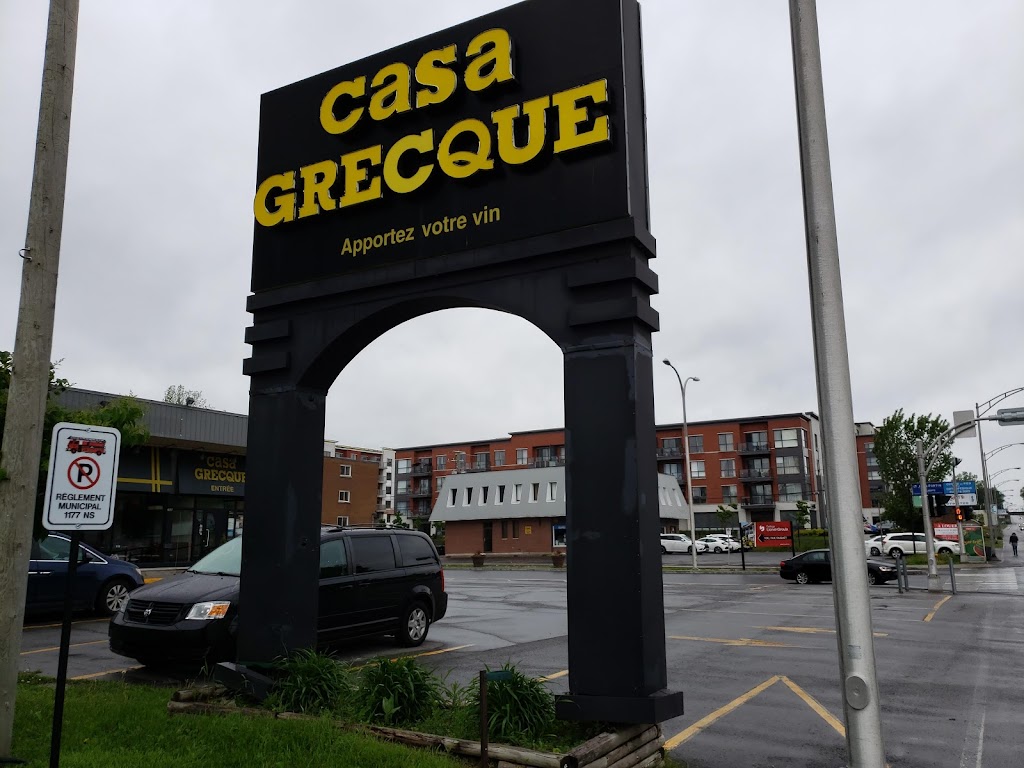 casa
GRECQUE
Apportez votre vin
casa
GRECQUE
ENTRÉE
P
RÈGLEMENT
MUNICIPAL
1177 NS